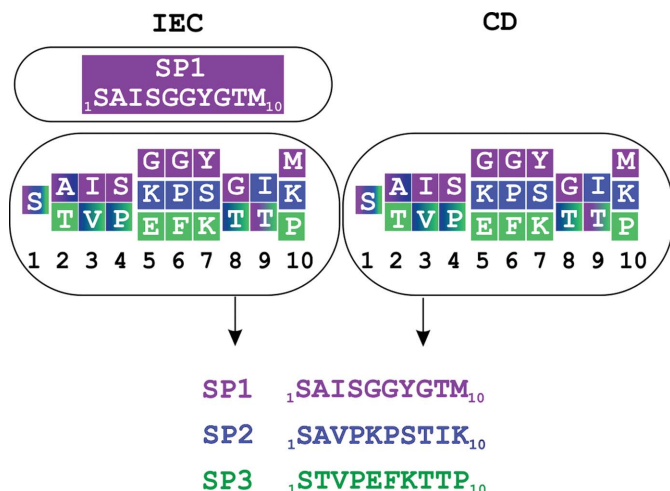 IEC CD
SP1
1SAISGGYGTM10
G G Y M G G Y M
A I S K P S G I K A I S K P S G I K
S T V P E F K T T P S T V P E F K T T P
1 2 3 4 5 6 7 8 9 10 1 2 3 4 5 6 7 8 9 10
SP1 1SAISGGYGTM10
SP2 1SAVPKPSTIK10
SP3 1STVPEFKTTP10